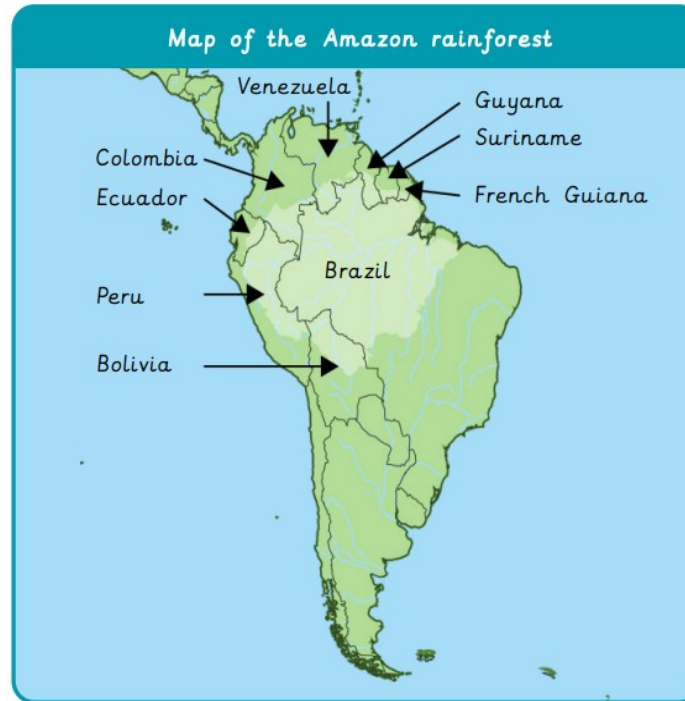 Map of the Amazon rainforest
Venezuela
Guyana
Suriname
Colombia
Ecuador
French Guiana
Brazil
Peru
Bolivia